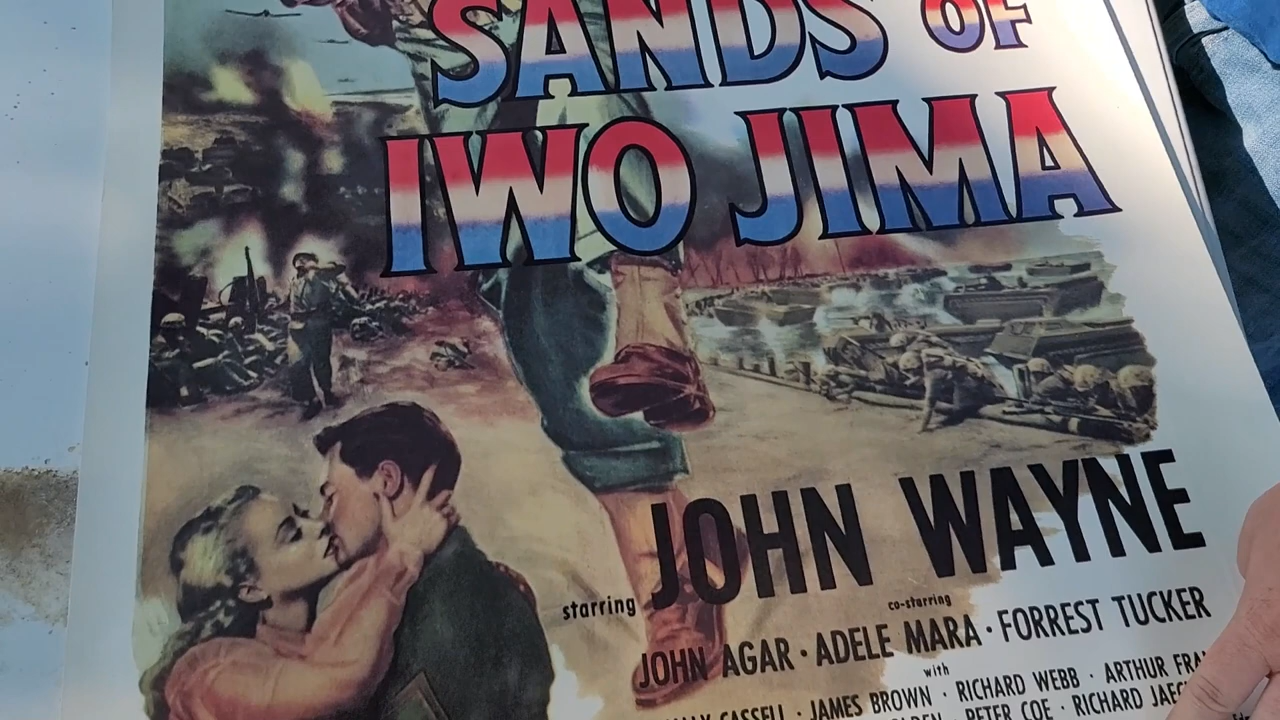 SANDS OF
IWO JIMA
starring JOHN WAYNE
co-starring
JOHN AGAR · ADELE MARA · FORREST TUCKER
with
CASSELL · JAMES BROWN · RICHARD WEBB · ARTHUR
PETER COE · RICHARD